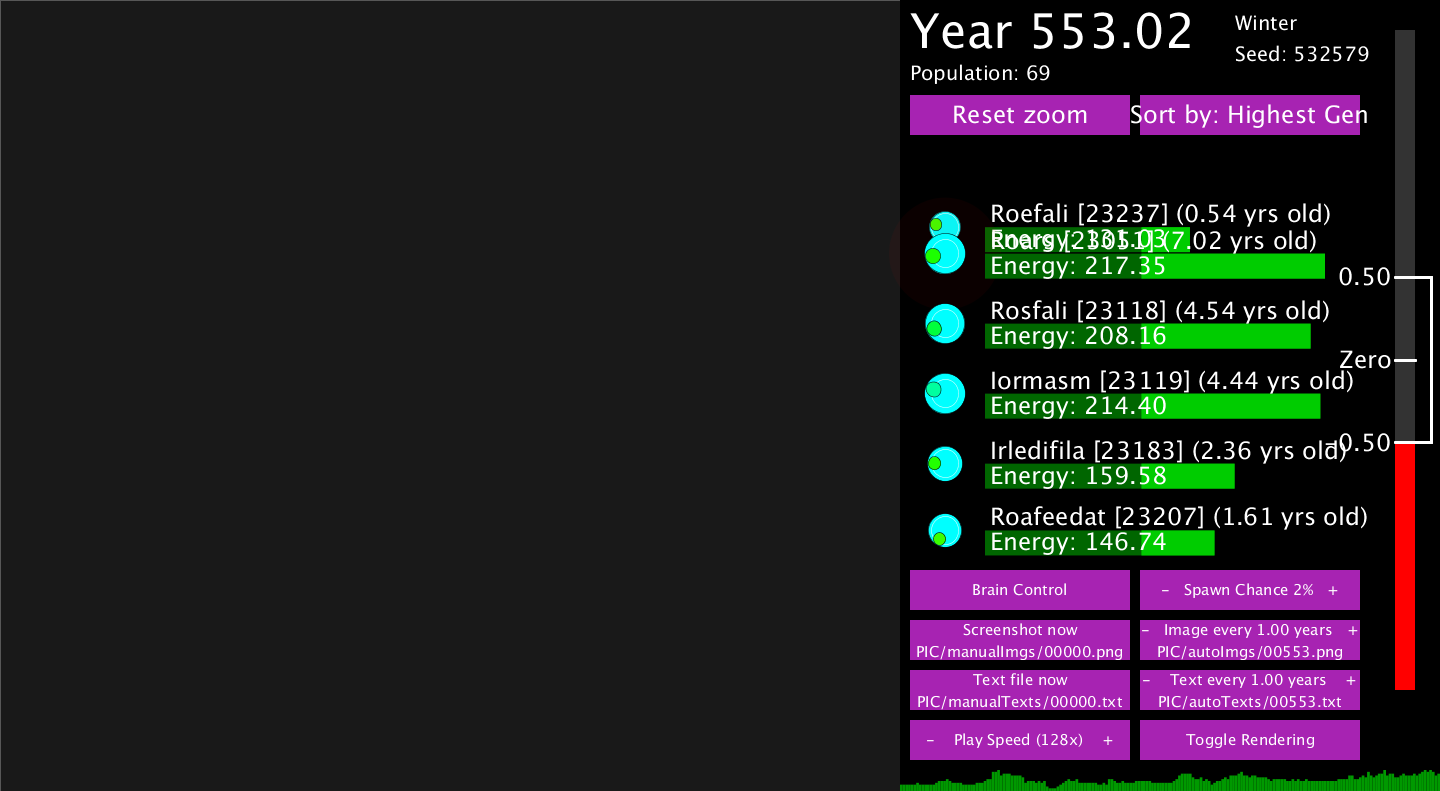 Year 553.02
Winter
Seed: 532579
Population: 69
Reset zoom
Sort by: Highest Gen
Roefali [23237] (0.54 yrs old)
Energy: 131.03
Roars [23051] (7.02 yrs old)
Energy: 217.35
0.50
Rosfali [23118] (4.54 yrs old)
Energy: 208.16
Zero
Iormasm [23119] (4.44 yrs old)
Energy: 214.40
-0.50
Irledifila [23183] (2.36 yrs old)
Energy: 159.58
Roafeedat [23207] (1.61 yrs old)
Energy: 146.74
Brain Control
- Spawn Chance 2% +
Screenshot now
PIC/manualImgs/00000.png
- Image every 1.00 years +
PIC/autoImgs/00553.png
Text file now
PIC/manualTexts/00000.txt
- Text every 1.00 years +
PIC/autoTexts/00553.txt
- Play Speed (128x) +
Toggle Rendering